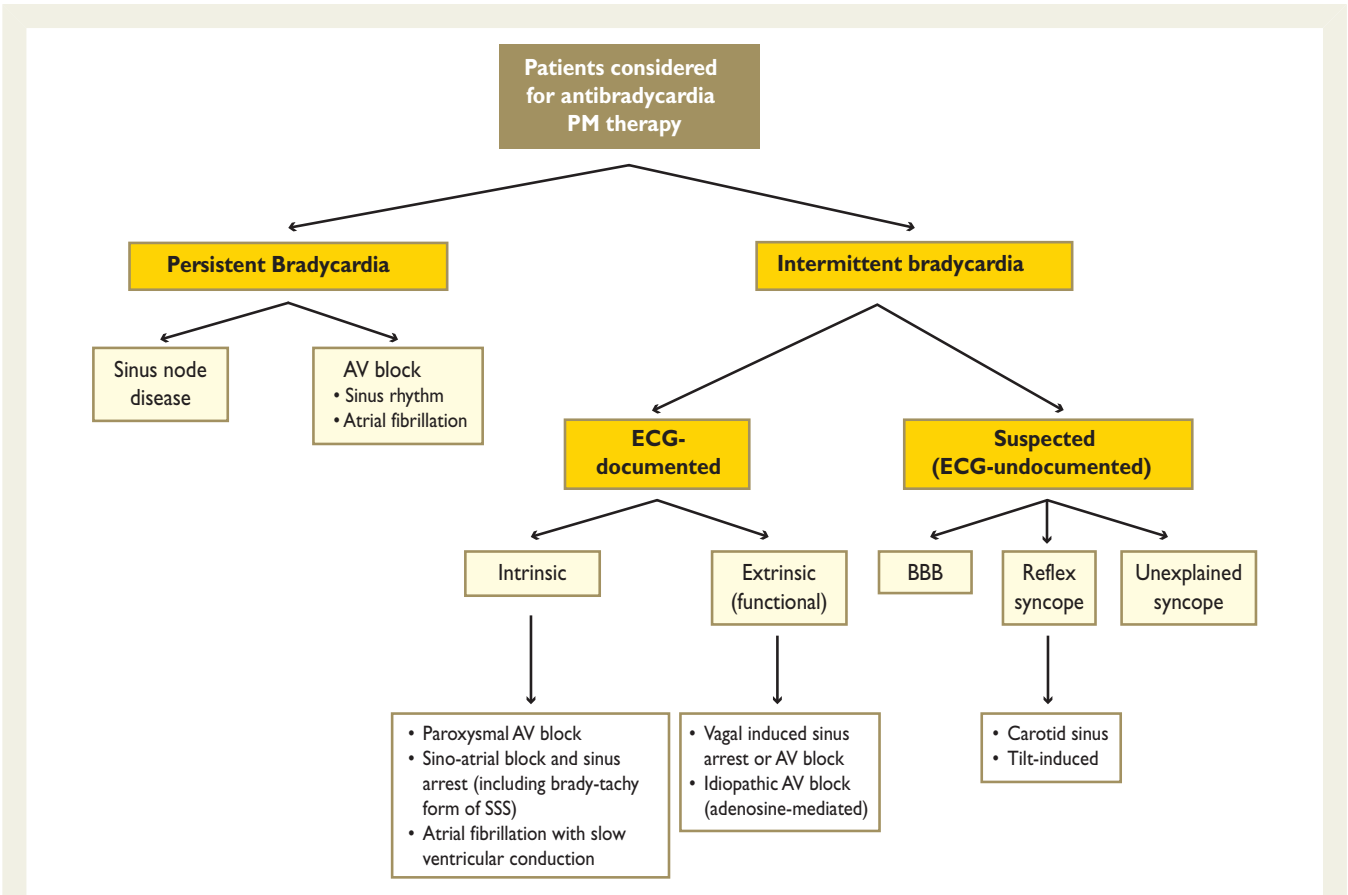 Patients considered
for antibradycardia
PM therapy
Persistent Bradycardia
Intermittent bradycardia
Sinus node
disease
AV block
• Sinus rhythm
• Atrial fibrillation
ECG-
documented
Suspected
(ECG-undocumented)
Intrinsic
Extrinsic
(functional)
BBB
Reflex
syncope
Unexplained
syncope
• Paroxysmal AV block
• Sino-atrial block and sinus
arrest (including brady-tachy
form of SSS)
• Atrial fibrillation with slow
ventricular conduction
• Vagal induced sinus
arrest or AV block
• Idiopathic AV block
(adenosine-mediated)
• Carotid sinus
• Tilt-induced